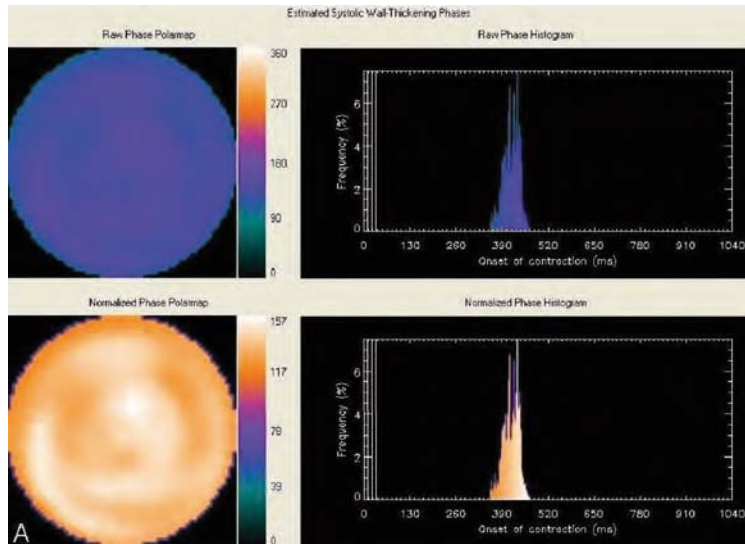 Estimated Systolic Wall-Thickening Phases
Raw Phase Polarmap
Raw Phase Histogram
360
270
180
90
0
Frequency (%)
6
4
2
0
0 130 260 390 520 650 780 910 1040
Onset of contraction (ms)
Normalized Phase Polarmap
Normalized Phase Histogram
157
117
78
39
0
Frequency (%)
6
4
2
0
0 130 260 390 520 650 780 910 1040
Onset of contraction (ms)
A